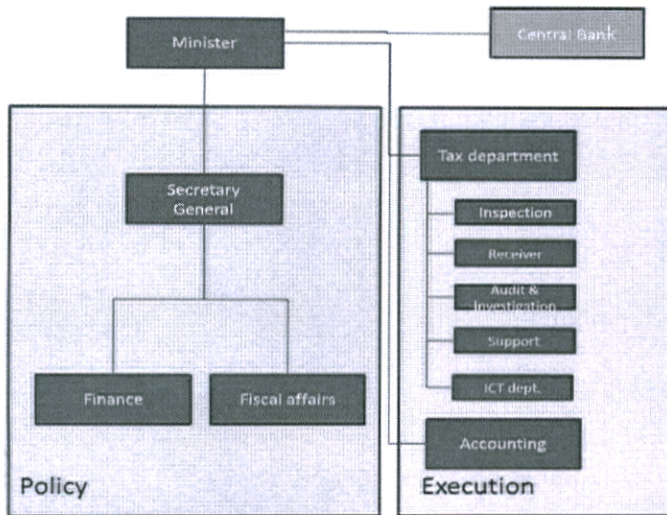 Minister
Central Bank
Secretary
General
Finance
Fiscal affairs
Policy
Tax department
Inspection
Receiver
Audit &
Investigation
Support
ICT dept.
Accounting
Execution